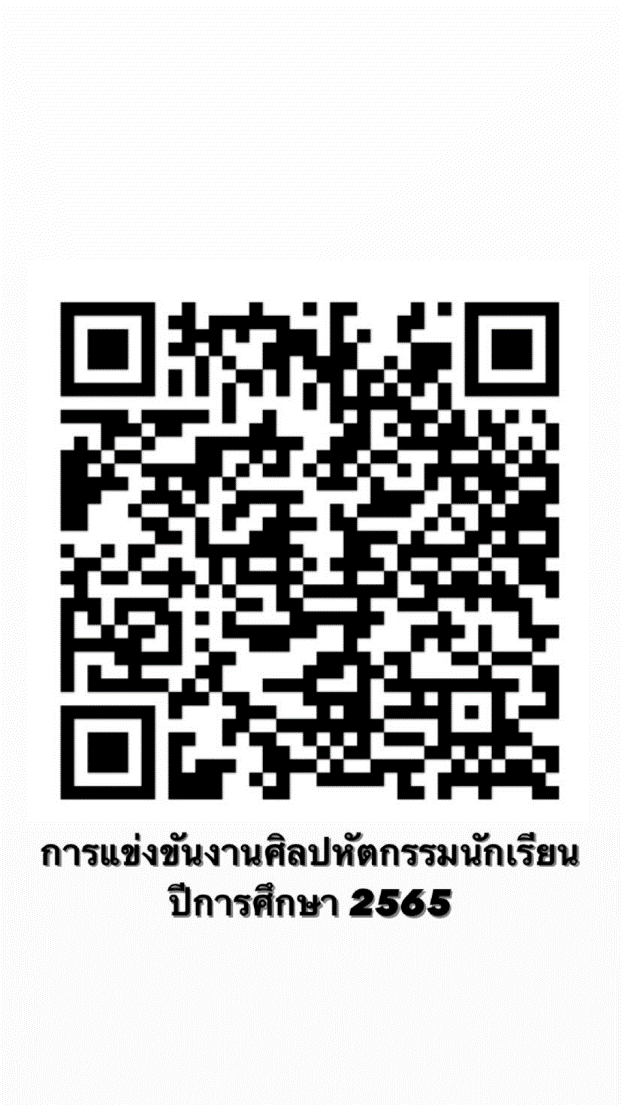 การแข่งขันงานศิลปหัตกรรมนักเรียน
ปีการศึกษา 2565